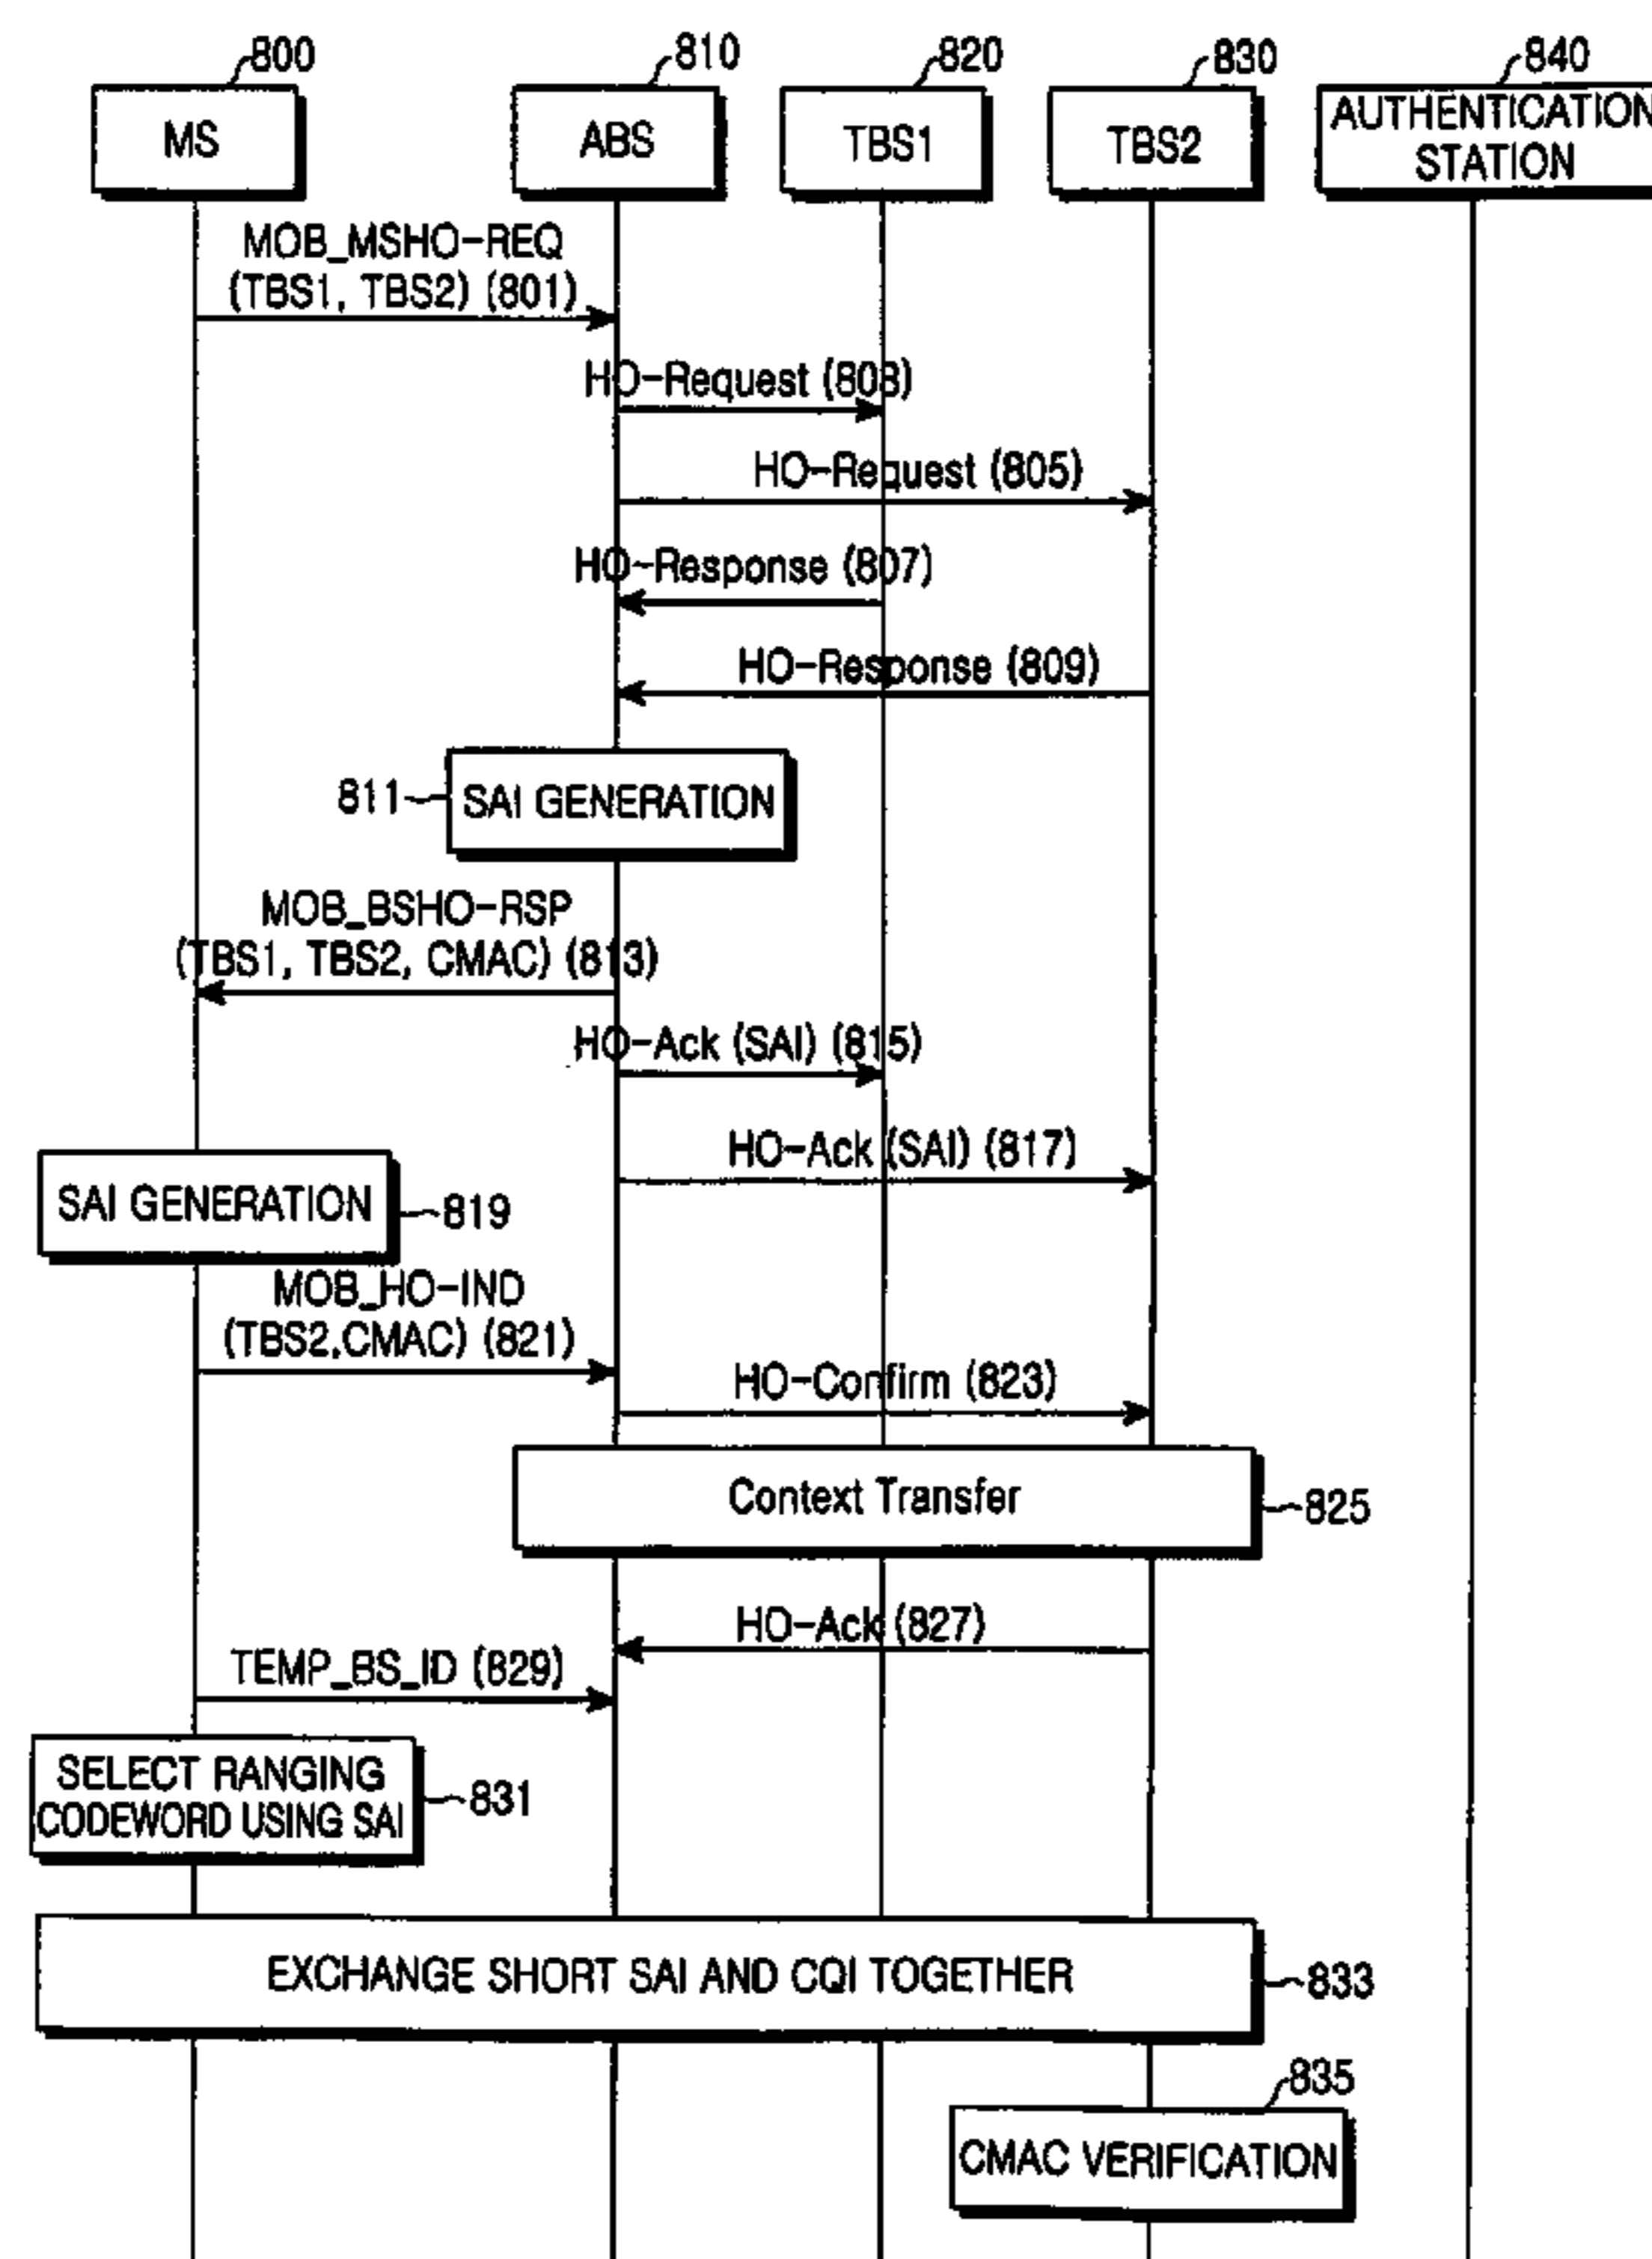 800
810
820
830
840
MS
ABS
TBS1
TBS2
AUTHENTICATION
STATION
MOB_MSHO-REQ
(TBS1, TBS2) (801)
HO-Request (803)
HO-Request (805)
HO-Response (807)
HO-Response (809)
811
SAI GENERATION
MOB_BSHO-RSP
(TBS1, TBS2, CMAC) (813)
HO-Ack (SAI) (815)
HO-Ack (SAI) (817)
SAI GENERATION
819
MOB_HO-IND
(TBS2,CMAC) (821)
HO-Confirm (823)
Context Transfer
825
HO-Ack (827)
TEMP_BS_ID (829)
SELECT RANGING
CODEWORD USING SAI
831
EXCHANGE SHORT SAI AND CQI TOGETHER
833
835
CMAC VERIFICATION